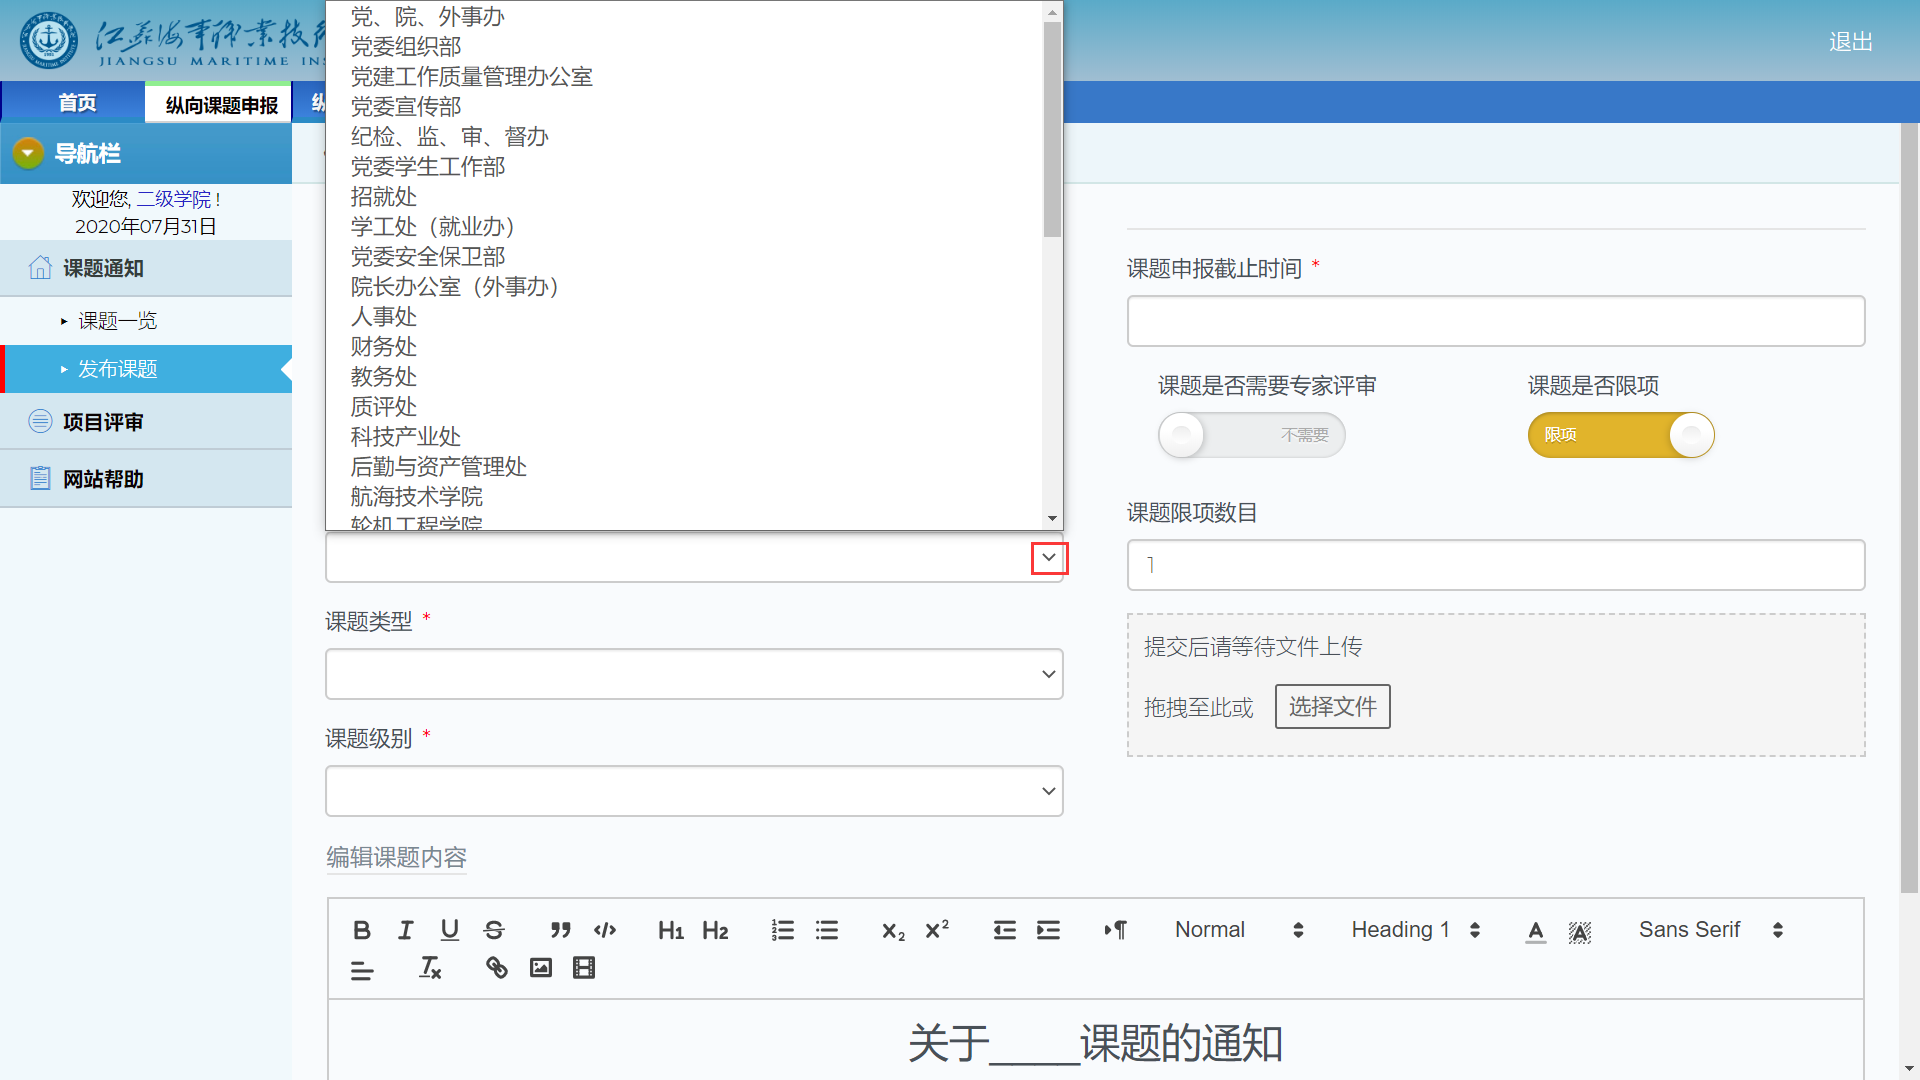 江苏海事职业技术
JIANGSU MARITIME INS
退出
首页
纵向课题申报
纵
导航栏
欢迎您, 二级学院 !
2020年07月31日
课题通知
课题一览
发布课题
项目评审
网站帮助
党、院、外事办
党委组织部
党建工作质量管理办公室
党委宣传部
纪检、监、审、督办
党委学生工作部
招就处
学工处（就业办）
党委安全保卫部
院长办公室（外事办）
人事处
财务处
教务处
质评处
科技产业处
后勤与资产管理处
航海技术学院
轮机工程学院
课题类型 *
课题级别 *
课题申报截止时间 *
课题是否需要专家评审
不需要
课题是否限项
限项
课题限项数目
1
提交后请等待文件上传
拖拽至此或 选择文件
编辑课题内容
Normal
Heading 1
Sans Serif
关于____课题的通知